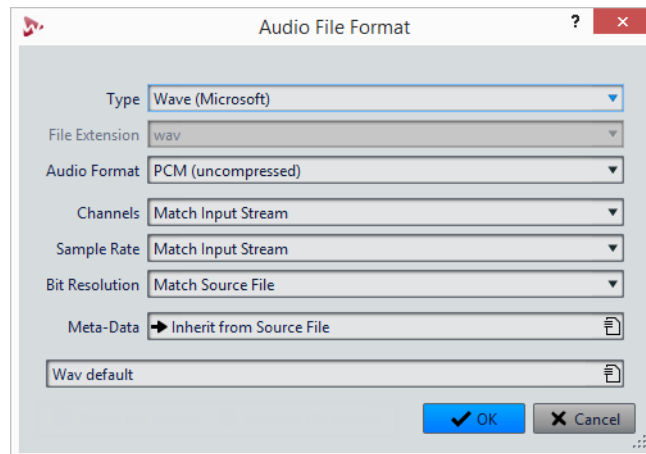 Audio File Format ?
Type Wave (Microsoft)
File Extension wav
Audio Format PCM (uncompressed)
Channels Match Input Stream
Sample Rate Match Input Stream
Bit Resolution Match Source File
Meta-Data Inherit from Source File
Wav default
OK Cancel